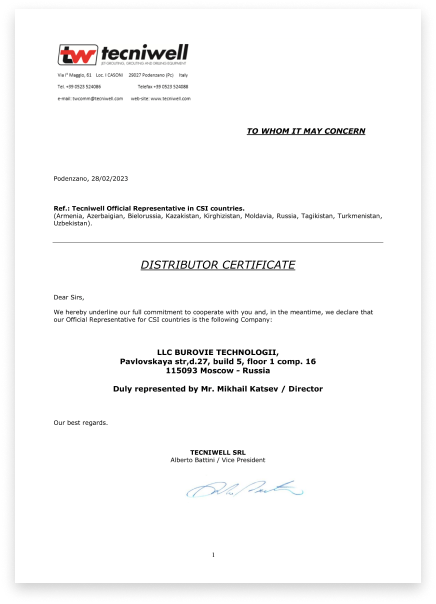 tw tecniwell
JET GROUTING, GROUTING AND DRILLING EQUIPMENT
Via I° Maggio, 61 Loc. I CASONI 29027 Podenzano (Pc) Italy
Tel. +39 0523 524088 Telefax +39 0523 524088
e-mail: twcomm@tecniwell.com web-site: www.tecniwell.com
TO WHOM IT MAY CONCERN
Podenzano, 28/02/2023
Ref.: Tecniwell Official Representative in CSI countries.
(Armenia, Azerbaigian, Bielorussia, Kazakistan, Kirghizistan, Moldavia, Russia, Tagikistan, Turkmenistan,
Uzbekistan).
DISTRIBUTOR CERTIFICATE
Dear Sirs,
We hereby underline our full commitment to cooperate with you and, in the meantime, we declare that
our Official Representative for CSI countries is the following Company:
LLC BUROVIE TECHNOLOGII,
Pavlovskaya str,d.27, build 5, floor 1 comp. 16
115093 Moscow - Russia
Duly represented by Mr. Mikhail Katsev / Director
Our best regards.
TECNIWELL SRL
Alberto Battini / Vice President
1